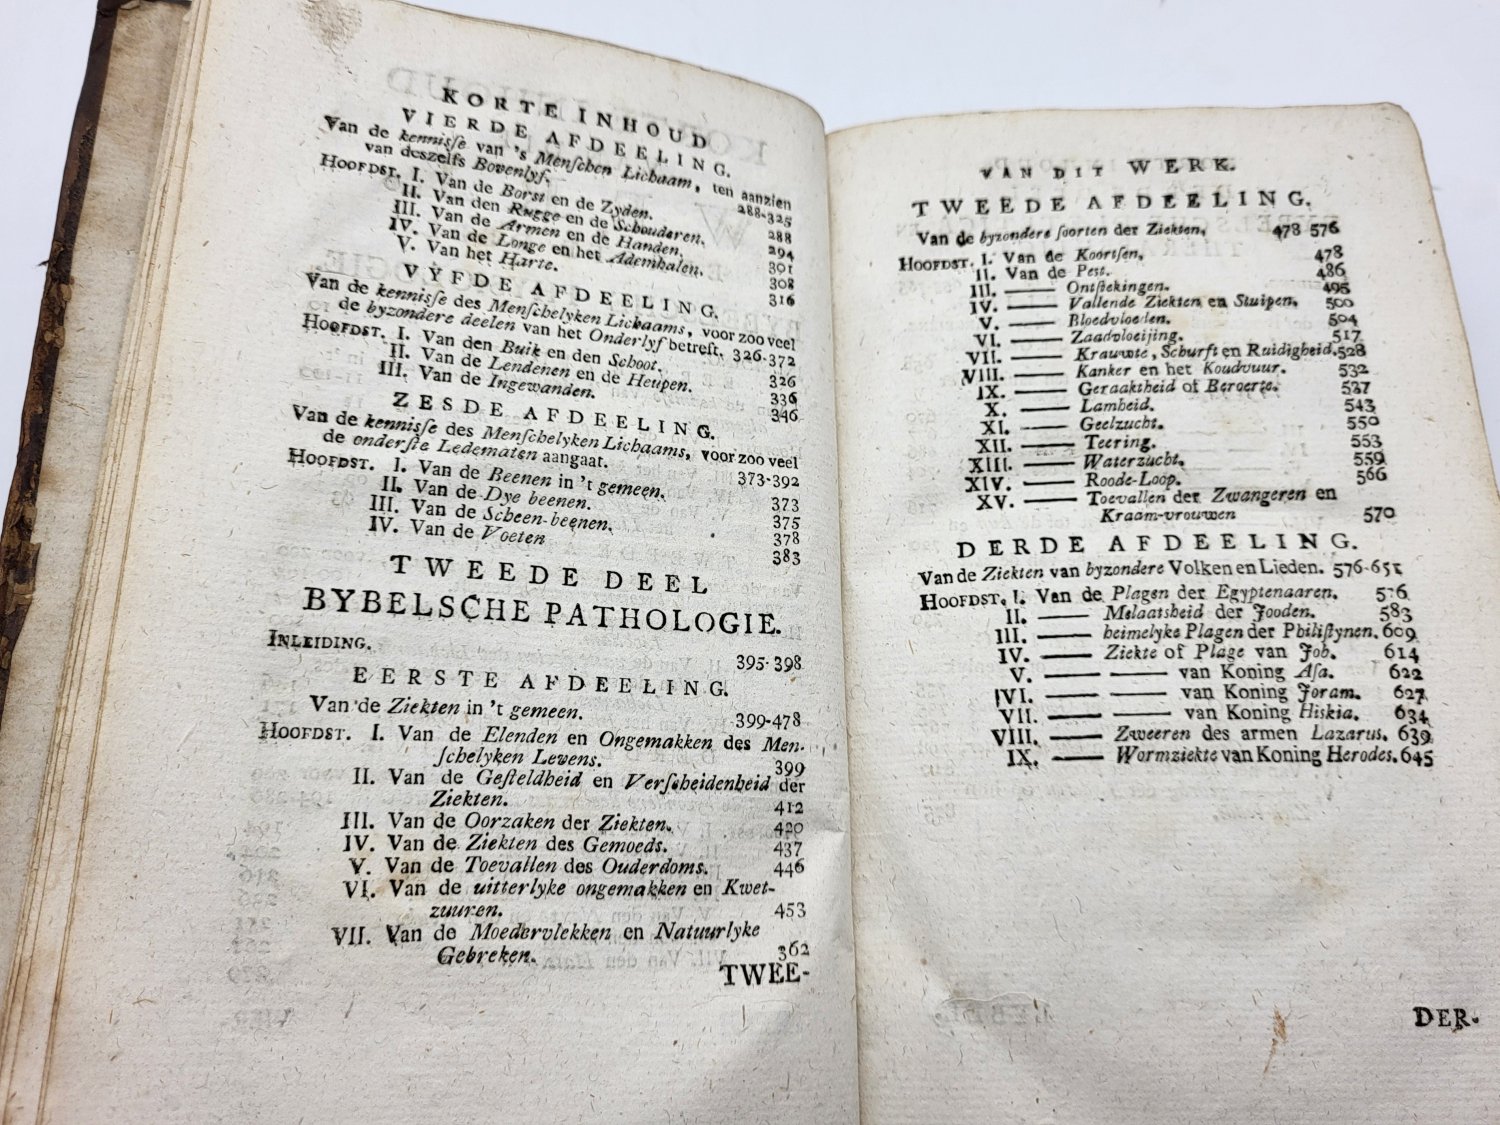 KORTE INHOUD
VIERDE AFDEELING.
Van de kenniſſe van 's Menſchen Lichaam, ten aanzien
van deszelfs Bovenlyf. 288-325
HOOFDST. I. Van de Borst en de Zyden. 288
II. Van den Rugge en de Schouderen. 294
III. Van de Armen en de Handen. 301
IV. Van de Longe en het Ademhalen. 308
V. Van het Harte. 316
VYFDE AFDEELING.
Van de kenniſſe des Menſchelyken Lichaams, voor zoo veel
de byzondere deelen van het Onderlyf betreft. 326-372
HOOFDST. I. Van den Buik en den Schoot. 326
II. Van de Lendenen en de Heupen. 336
III. Van de Ingewanden. 346
ZESDE AFDEELING.
Van de kenniſſe des Menſchelyken Lichaams, voor zoo veel
de onderſte Ledematen aangaat. 373-392
HOOFDST. I. Van de Beenen in 't gemeen. 373
II. Van de Dye beenen. 375
III. Van de Scheen-beenen. 378
IV. Van de Voeten 383
TWEEDE DEEL
BYBELSCHE PATHOLOGIE.
INLEIDING. 395-398
EERSTE AFDEELING.
Van de Ziekten in 't gemeen. 399-478
HOOFDST. I. Van de Elenden en Ongemakken des Men-
ſchelyken Levens. 399
II. Van de Geſteldheid en Verſcheidenheid der
Ziekten. 412
III. Van de Oorzaken der Ziekten. 420
IV. Van de Ziekten des Gemoeds. 437
V. Van de Toevallen des Ouderdoms. 446
VI. Van de uitterlyke ongemakken en Kwet-
zuuren. 453
VII. Van de Moedervlekken en Natuurlyke
Gebreken. 362
TWEE-
VAN DIT WERK.
TWEEDE AFDEELING.
Van de byzondere ſoorten der Ziekten. 478 576
HOOFDST. I. Van de Koortſen. 478
II. Van de Pest. 486
III. —— Ontſtekingen. 495
IV. —— Vallende Ziekten en Stuipen. 500
V. —— Bloedvloeden. 504
VI. —— Zaadvloeijing. 517
VII. —— Krauwte, Schurft en Ruidigheid. 528
VIII. —— Kanker en het Koudvuur. 532
IX. —— Geraaktheid of Beroerte. 537
X. —— Lamheid. 543
XI. —— Geelzucht. 550
XII. —— Teering. 553
XIII. —— Waterzucht. 559
XIV. —— Roode-Loop. 566
XV. —— Toevallen der Zwangeren en
Kraam-vrouwen 570
DERDE AFDEELING.
Van de Ziekten van byzondere Volken en Lieden. 576-651
HOOFDST. I. Van de Plagen der Egyptenaaren. 576
II. —— Melaatsheid der Jooden. 583
III. —— heimelyke Plagen der Philiſtynen. 609
IV. —— Ziekte of Plage van Job. 614
V. —— —— van Koning Aſa. 622
IVI. —— —— van Koning Joram. 627
VII. —— —— van Koning Hiskia. 634
VIII. —— Zweeren des armen Lazarus. 639
IX. —— Wormziekte van Koning Herodes. 645
DER-